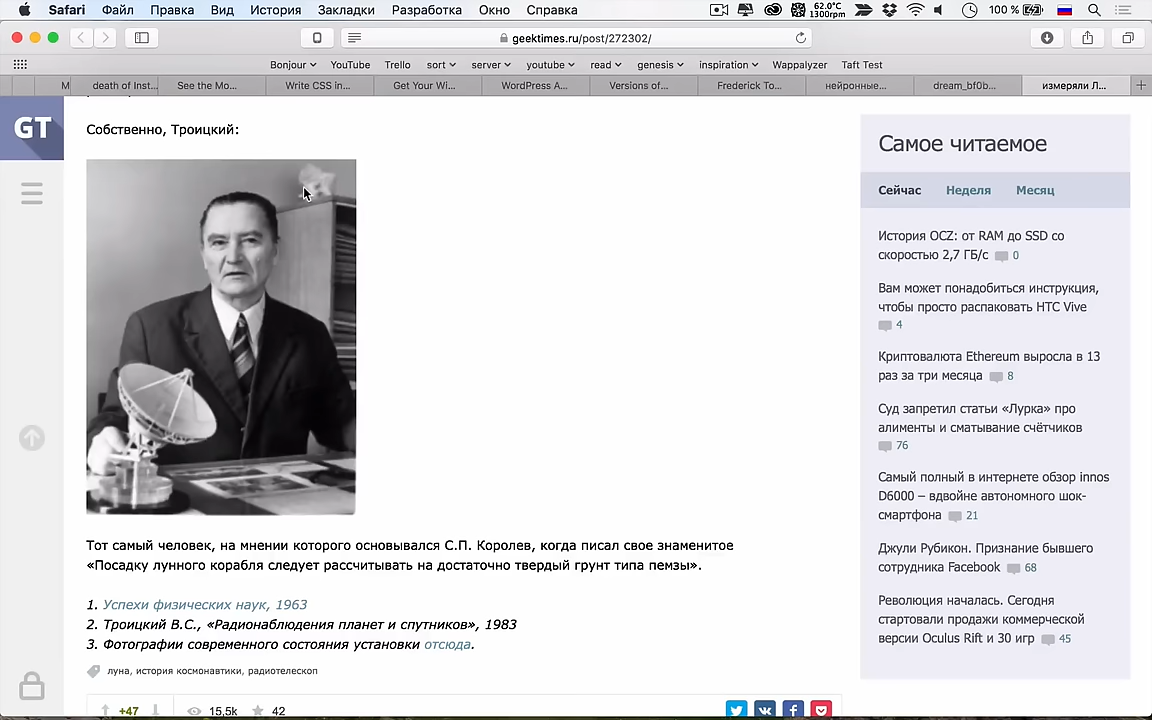 Safari Файл Правка Вид История Закладки Разработка Окно Справка 62.0°C 1300rpm 100 %
geektimes.ru/post/272302/
Bonjour YouTube Trello sort server youtube read genesis inspiration Wappalyzer Taft Test
M death of Inst... See the Mo... Write CSS in... Get Your Wi... WordPress A... Versions of... Frederick To... нейронные... dream_bf0b... измеряли Л...
GT
Собственно, Троицкий:
Тот самый человек, на мнении которого основывался С.П. Королев, когда писал свое знаменитое
«Посадку лунного корабля следует рассчитывать на достаточно твердый грунт типа пемзы».
1. Успехи физических наук, 1963
2. Троицкий В.С., «Радионаблюдения планет и спутников», 1983
3. Фотографии современного состояния установки отсюда.
луна, история космонавтики, радиотелескоп
+47 15,5k 42
Самое читаемое
Сейчас Неделя Месяц
История OCZ: от RAM до SSD со
скоростью 2,7 ГБ/с 0
Вам может понадобиться инструкция,
чтобы просто распаковать HTC Vive
4
Криптовалюта Ethereum выросла в 13
раз за три месяца 8
Суд запретил статьи «Лурка» про
алименты и сматывание счётчиков
76
Самый полный в интернете обзор innos
D6000 – вдвойне автономного шок-
смартфона 21
Джули Рубикон. Признание бывшего
сотрудника Facebook 68
Революция началась. Сегодня
стартовали продажи коммерческой
версии Oculus Rift и 30 игр 45